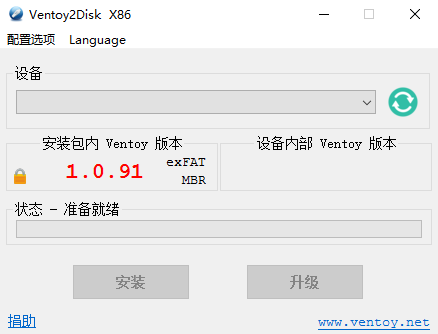 Ventoy2Disk X86
配置选项 Language
设备
安装包内 Ventoy 版本 设备内部 Ventoy 版本
1.0.91 exFAT
MBR
状态 - 准备就绪
安装 升级
捐助 www.ventoy.net